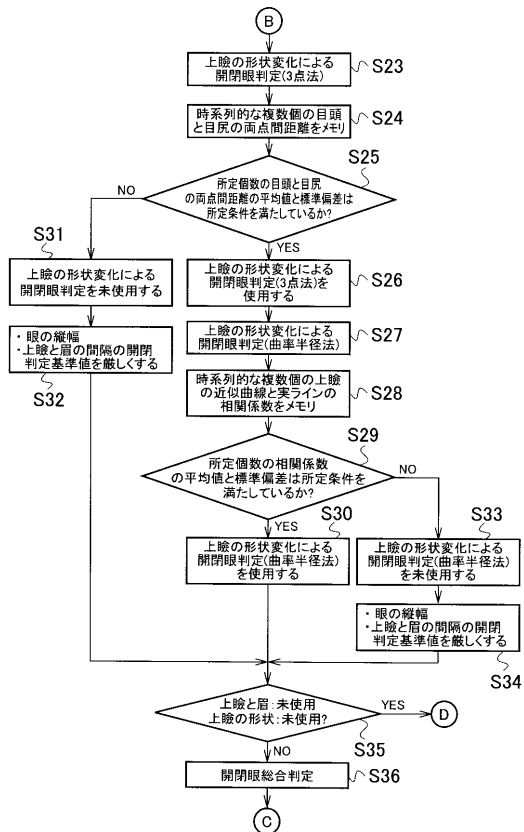 B
上瞼の形状変化による
開閉眼判定(3点法)
S23
時系列的な複数個の目頭
と目尻の両点間距離をメモリ
S24
S25
所定個数の目頭と目尻
の両点間距離の平均値と標準偏差は
所定条件を満たしているか?
NO
YES
S31
上瞼の形状変化による
開閉眼判定を未使用する
上瞼の形状変化による
開閉眼判定(3点法)を
使用する
S26
・眼の縦幅
・上瞼と眉の間隔の開閉
判定基準値を厳しくする
S32
上瞼の形状変化による
開閉眼判定(曲率半径法)
S27
時系列的な複数個の上瞼
の近似曲線と実ラインの
相関係数をメモリ
S28
S29
所定個数の相関係数
の平均値と標準偏差は所定条件を
満たしているか?
NO
YES
S30
上瞼の形状変化による
開閉眼判定(曲率半径法)
を使用する
S33
上瞼の形状変化による
開閉眼判定(曲率半径法)
を未使用する
・眼の縦幅
・上瞼と眉の間隔の開閉
判定基準値を厳しくする
S34
上瞼と眉:未使用
上瞼の形状:未使用?
YES
D
S35
NO
開閉眼総合判定
S36
C